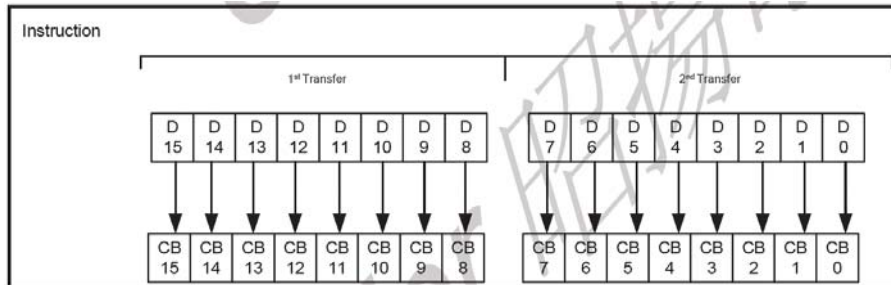 Instruction
1st Transfer 2nd Transfer
D D D D D D D D D D D D D D D D
15 14 13 12 11 10 9 8 7 6 5 4 3 2 1 0
CB CB CB CB CB CB CB CB CB CB CB CB CB CB CB CB
15 14 13 12 11 10 9 8 7 6 5 4 3 2 1 0